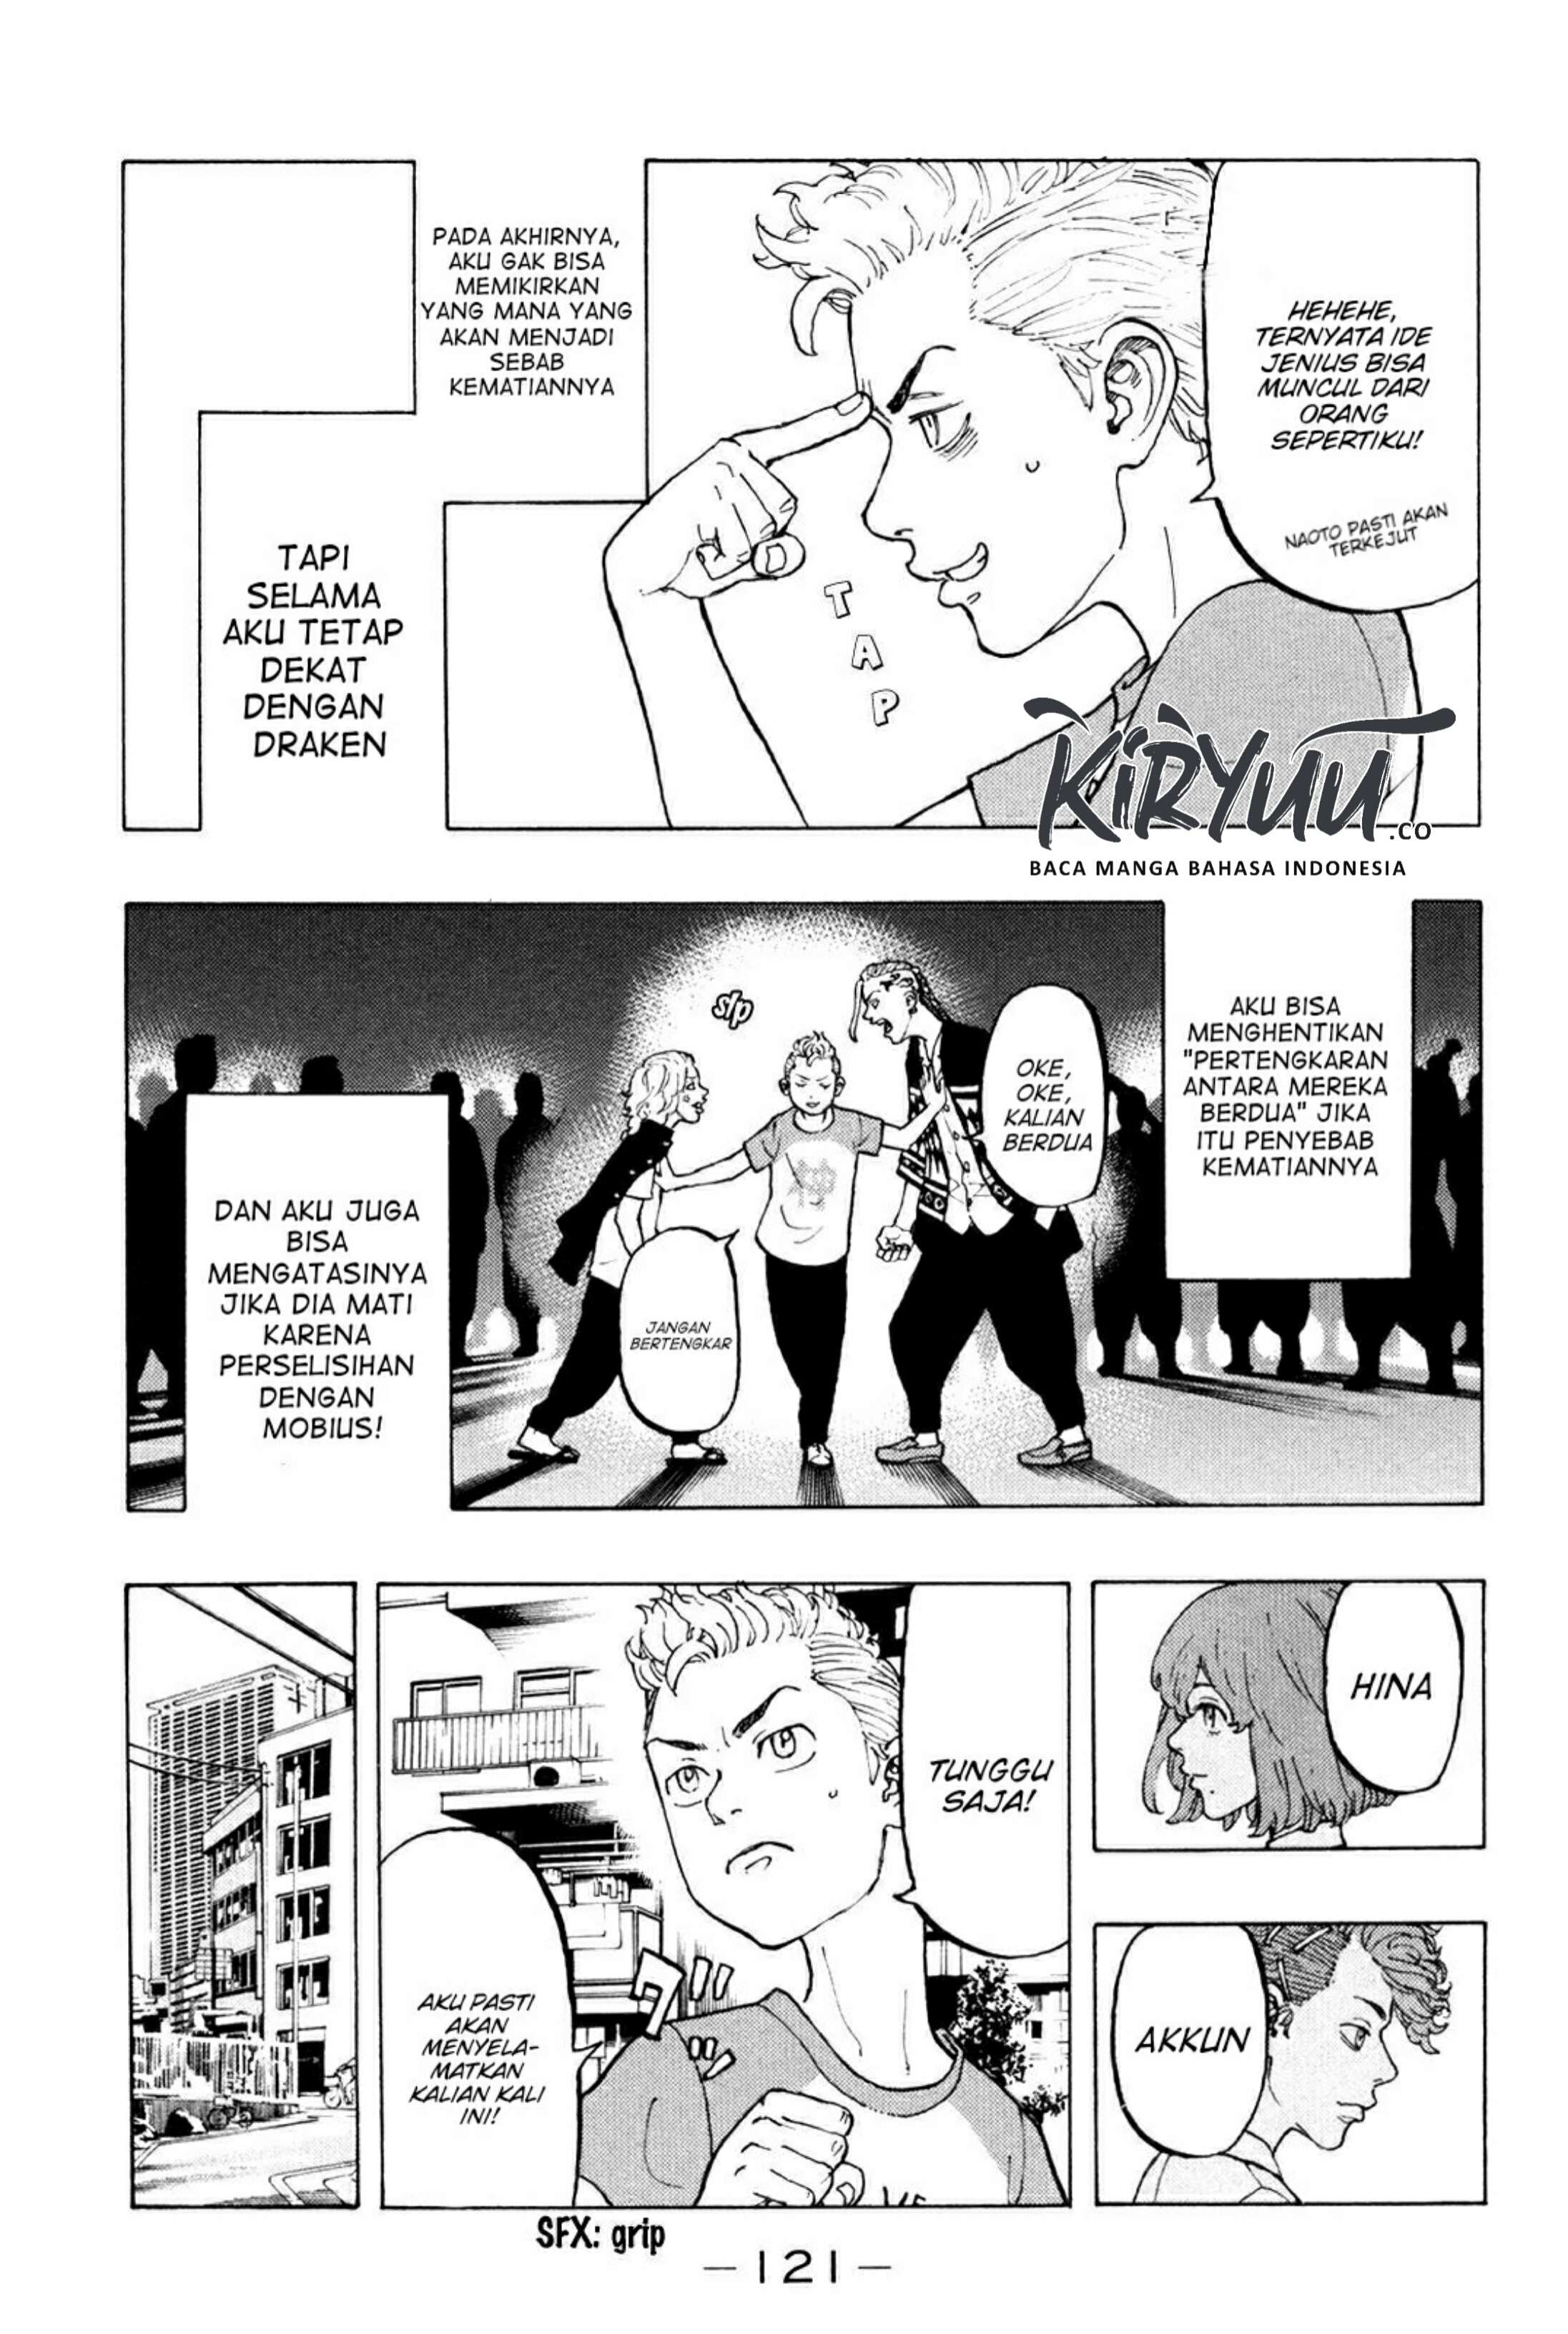 HEHEHE,
TERNYATA IDE
JENIUS BISA
MUNCUL DARI
ORANG
SEPERTIKU!
NAOTO PASTI AKAN
TERKEJUT
TAP
PADA AKHIRNYA,
AKU GAK BISA
MEMIKIRKAN
YANG MANA YANG
AKAN MENJADI
SEBAB
KEMATIANNYA
TAPI
SELAMA
AKU TETAP
DEKAT
DENGAN
DRAKEN
KIRYUU.CO
BACA MANGA BAHASA INDONESIA
AKU BISA
MENGHENTIKAN
"PERTENGKARAN
ANTARA MEREKA
BERDUA" JIKA
ITU PENYEBAB
KEMATIANNYA
OKE,
OKE,
KALIAN
BERDUA
slp
JANGAN
BERTENGKAR
DAN AKU JUGA
BISA
MENGATASINYA
JIKA DIA MATI
KARENA
PERSELISIHAN
DENGAN
MOBIUS!
HINA
AKKUN
TUNGGU
SAJA!
AKU PASTI
AKAN
MENYELA-
MATKAN
KALIAN KALI
INI!
グッ
SFX: grip
—121—